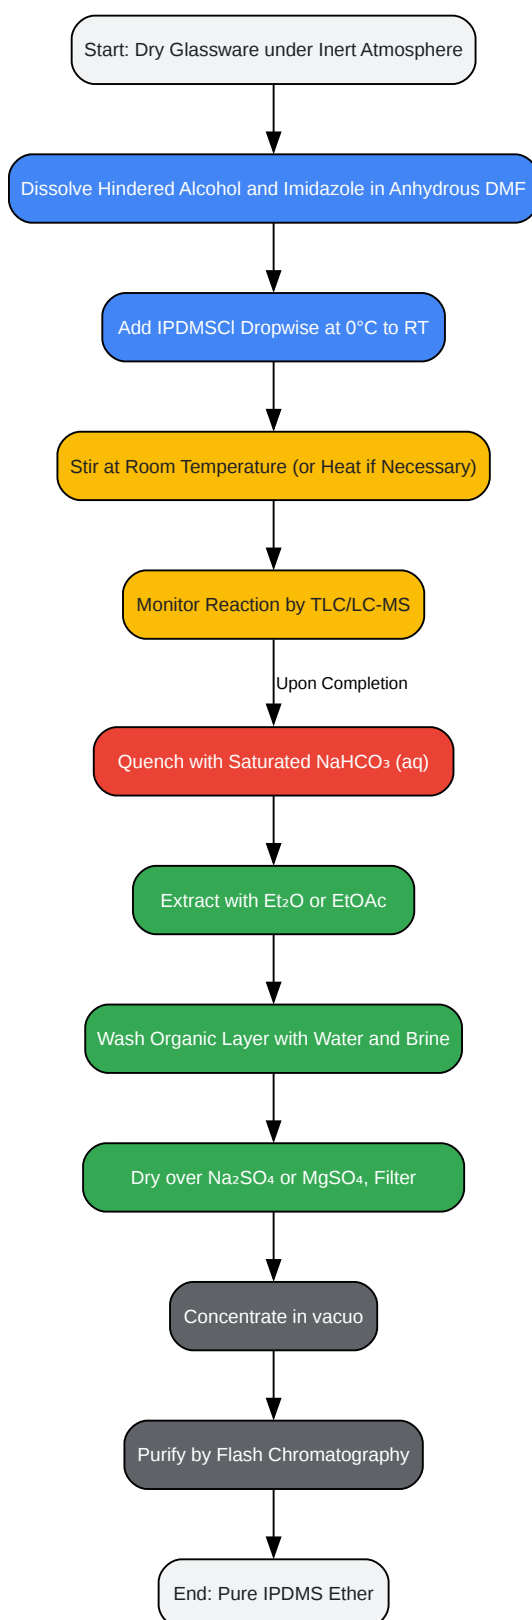 Start: Dry Glassware under Inert Atmosphere
Dissolve Hindered Alcohol and Imidazole in Anhydrous DMF
Add IPDMSCl Dropwise at 0°C to RT
Stir at Room Temperature (or Heat if Necessary)
Monitor Reaction by TLC/LC-MS
Upon Completion
Quench with Saturated NaHCO₃ (aq)
Extract with Et₂O or EtOAc
Wash Organic Layer with Water and Brine
Dry over Na₂SO₄ or MgSO₄, Filter
Concentrate in vacuo
Purify by Flash Chromatography
End: Pure IPDMS Ether